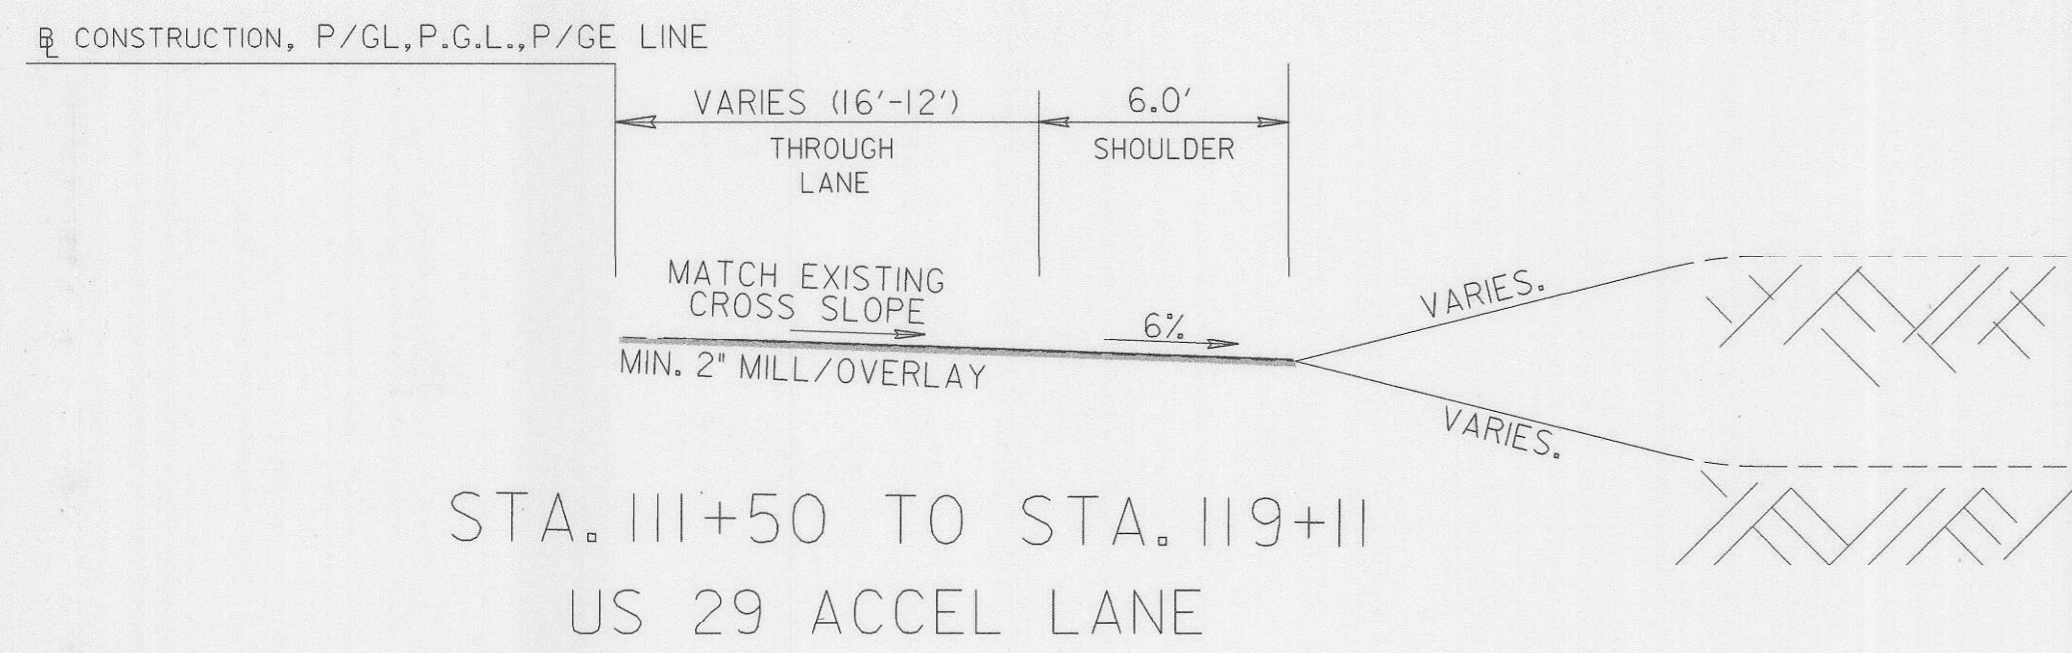 ℄ CONSTRUCTION, P/GL,P.G.L.,P/GE LINE
VARIES (16'-12')
6.0'
THROUGH
LANE
SHOULDER
MATCH EXISTING
CROSS SLOPE
6%
VARIES.
MIN. 2" MILL/OVERLAY
VARIES.
STA. 111+50 TO STA. 119+11
US 29 ACCEL LANE